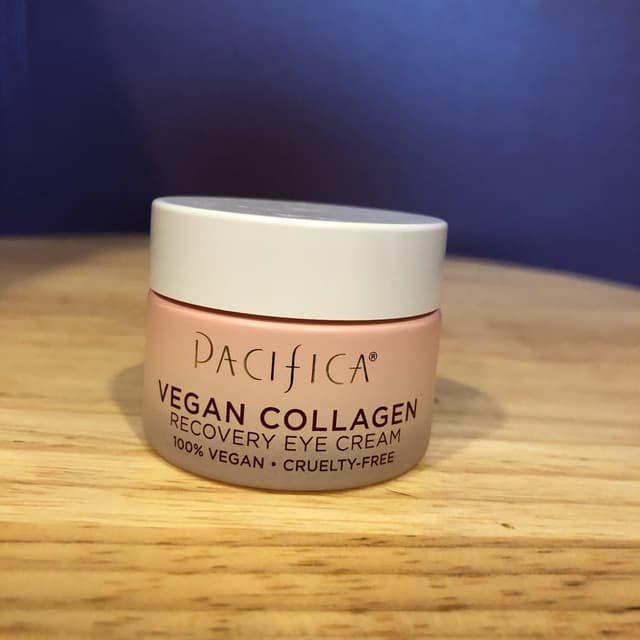 PACIFICA®
VEGAN COLLAGEN
RECOVERY EYE CREAM
100% VEGAN • CRUELTY-FREE